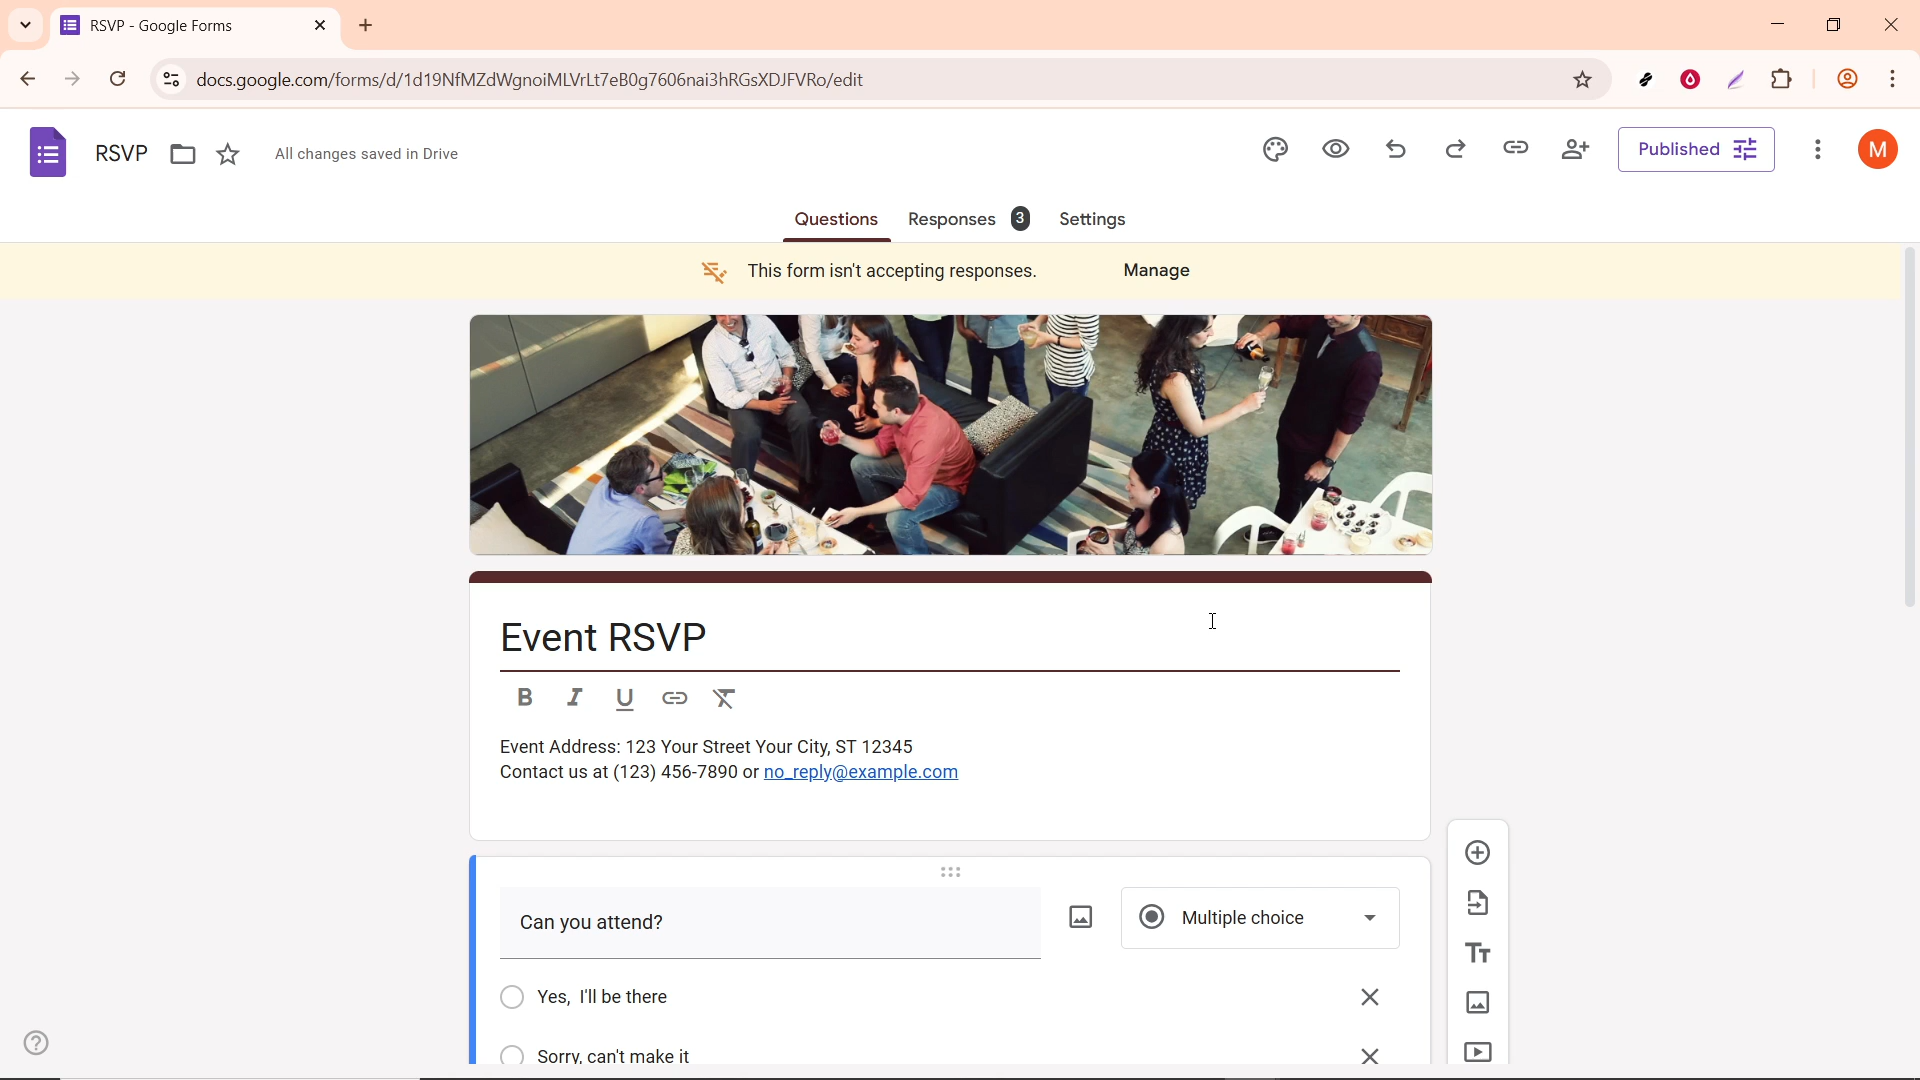 RSVP - Google Forms
docs.google.com/forms/d/1d19NfMZdWgnoiMLVrLt7eB0g7606nai3hRGsXDJFVRo/edit
RSVP
All changes saved in Drive
Published
M
Questions
Responses 3
Settings
This form isn't accepting responses.
Manage
Event RSVP
B I U
Event Address: 123 Your Street Your City, ST 12345
Contact us at (123) 456-7890 or no_reply@example.com
Can you attend?
Multiple choice
Yes, I'll be there
Sorry, can't make it